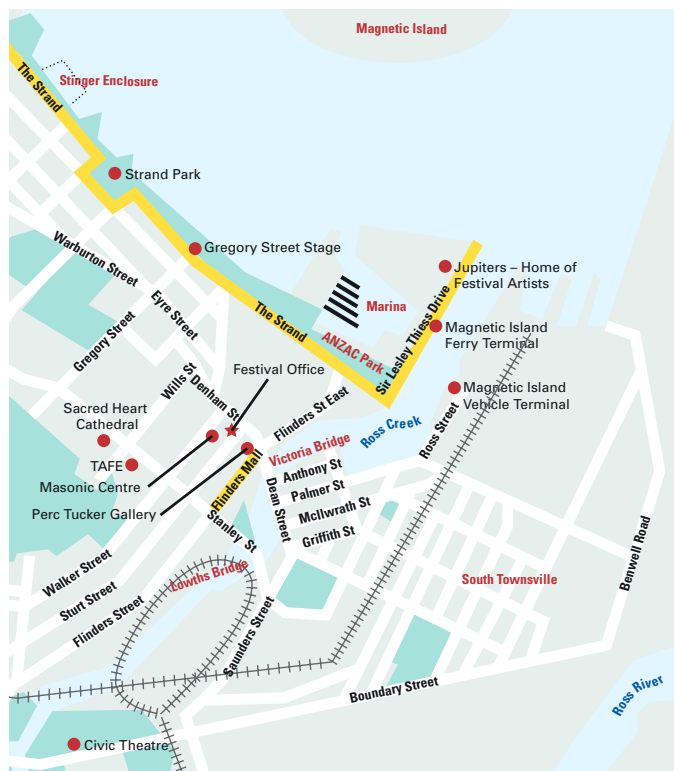 Magnetic Island
Stinger Enclosure
The Strand
Strand Park
Warburton Street
Gregory Street Stage
Jupiters – Home of
Festival Artists
Eyre Street
Gregory Street
The Strand
Marina
Sir Lesley Thiess Drive
Magnetic Island
Ferry Terminal
ANZAC Park
Festival Office
Wills St
Denham St
Flinders St East
Magnetic Island
Vehicle Terminal
Sacred Heart
Cathedral
TAFE
Masonic Centre
Perc Tucker Gallery
Flinders Mall
Victoria Bridge
Ross Creek
Ross Street
Dean Street
Anthony St
Palmer St
McIlwrath St
Griffith St
Stanley St
Walker Street
Sturt Street
Flinders Street
Lowths Bridge
South Townsville
Benwell Road
Saunders Street
Boundary Street
Ross River
Civic Theatre